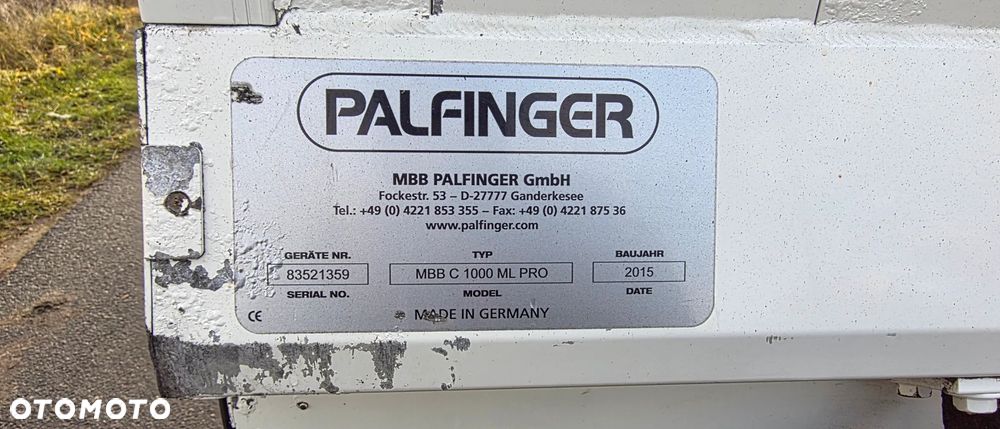 PALFINGER
MBB PALFINGER GmbH
Fockestr. 53 – D-27777 Ganderkesee
Tel.: +49 (0) 4221 853 355 – Fax: +49 (0) 4221 875 36
www.palfinger.com
GERÄTE NR. TYP BAUJAHR
83521359 MBB C 1000 ML PRO 2015
SERIAL NO. MODEL DATE
CE MADE IN GERMANY
OTOMOTO